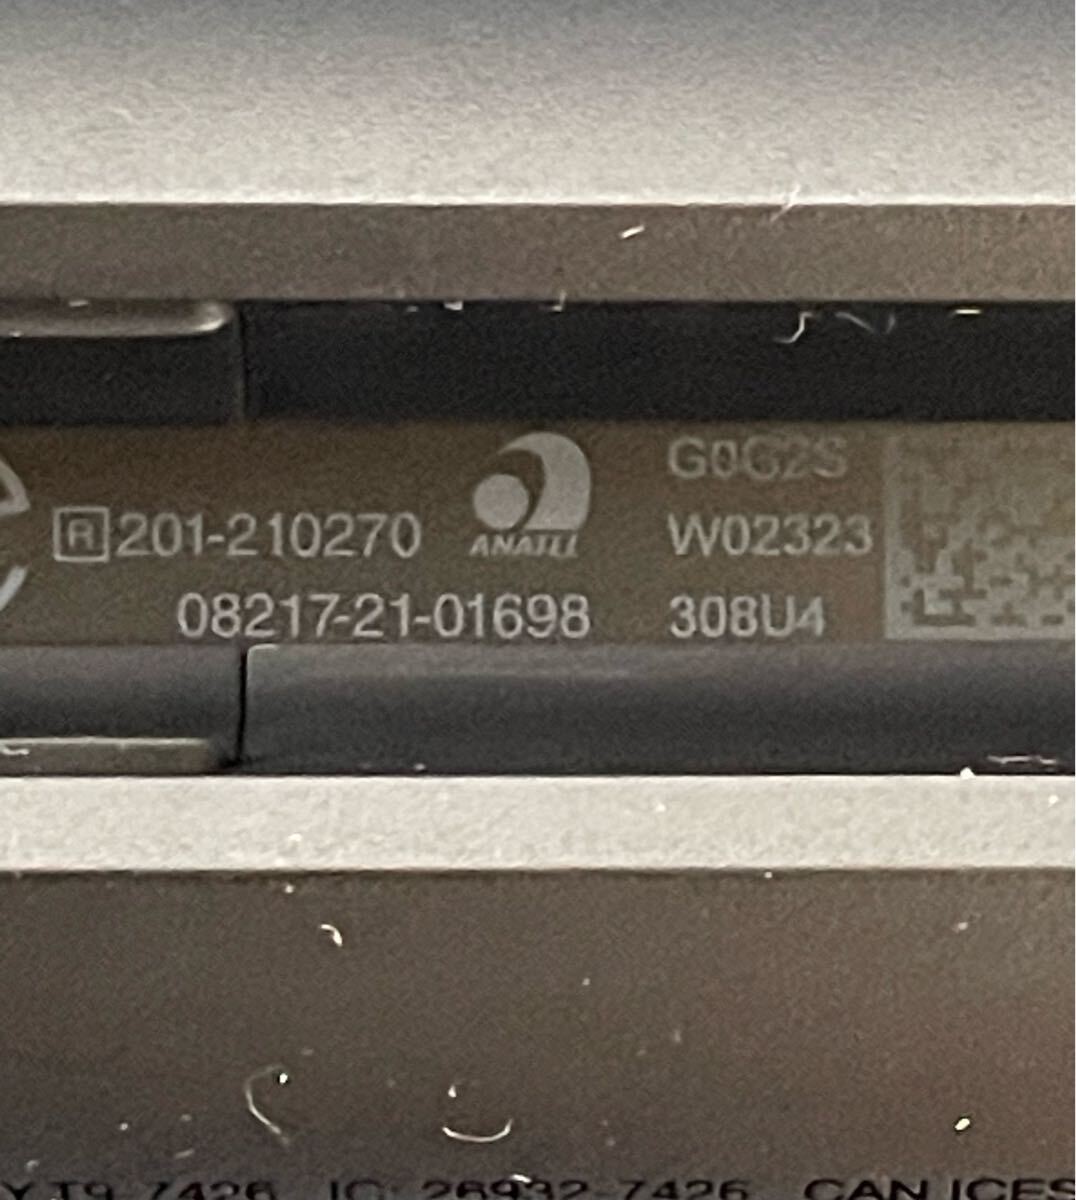 G0G2S
R 201-210270
ANATEL
W02323
08217-21-01698
308U4
IC: 26932-7426 CAN ICES